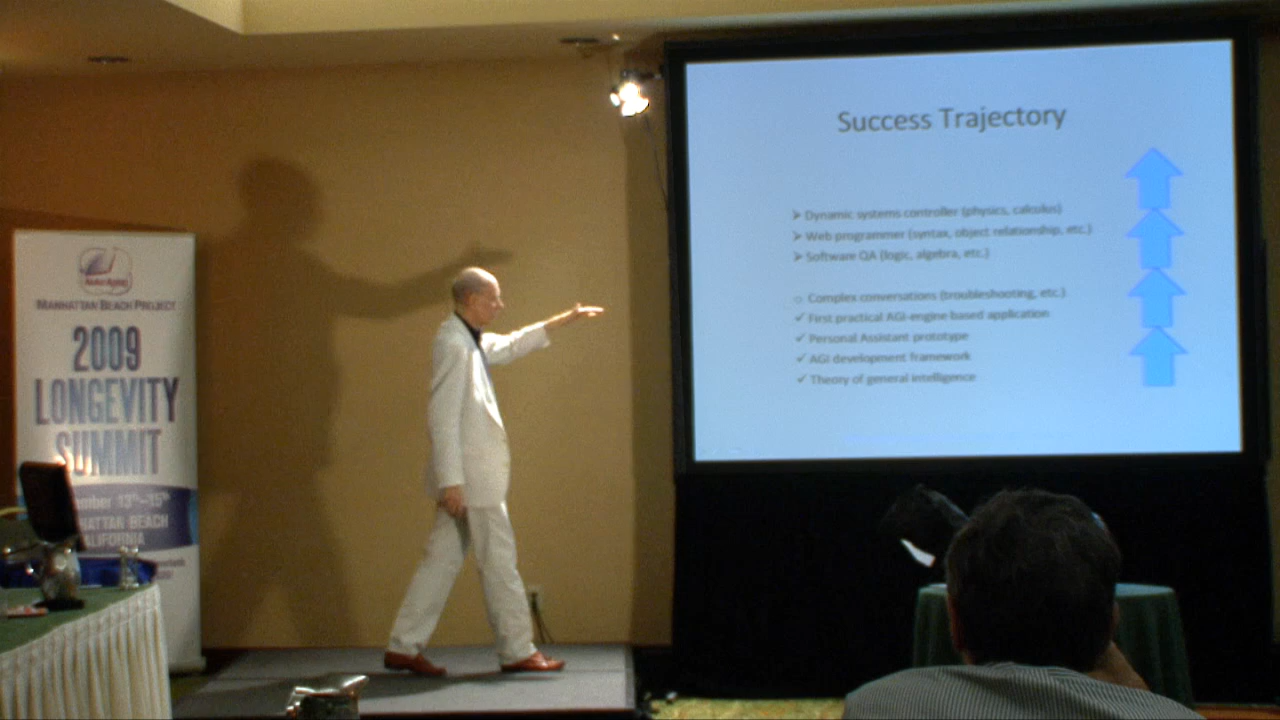 MANHATTAN BEACH PROJECT
2009
LONGEVITY
SUMMIT
13th-15th
BEACH
Success Trajectory
➢ Dynamic systems controller (physics, calculus)
➢ Web programmer (syntax, object relationship, etc.)
➢ Software QA (logic, algebra, etc.)
○ Complex conversations (troubleshooting, etc.)
✓ First practical AGI-engine based application
✓ Personal Assistant prototype
✓ AGI development framework
✓ Theory of general intelligence